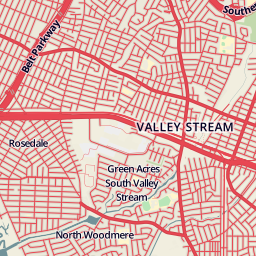 Southe
Belt Parkway
VALLEY STREAM
Rosedale
Green Acres
South Valley
Stream
North Woodmere